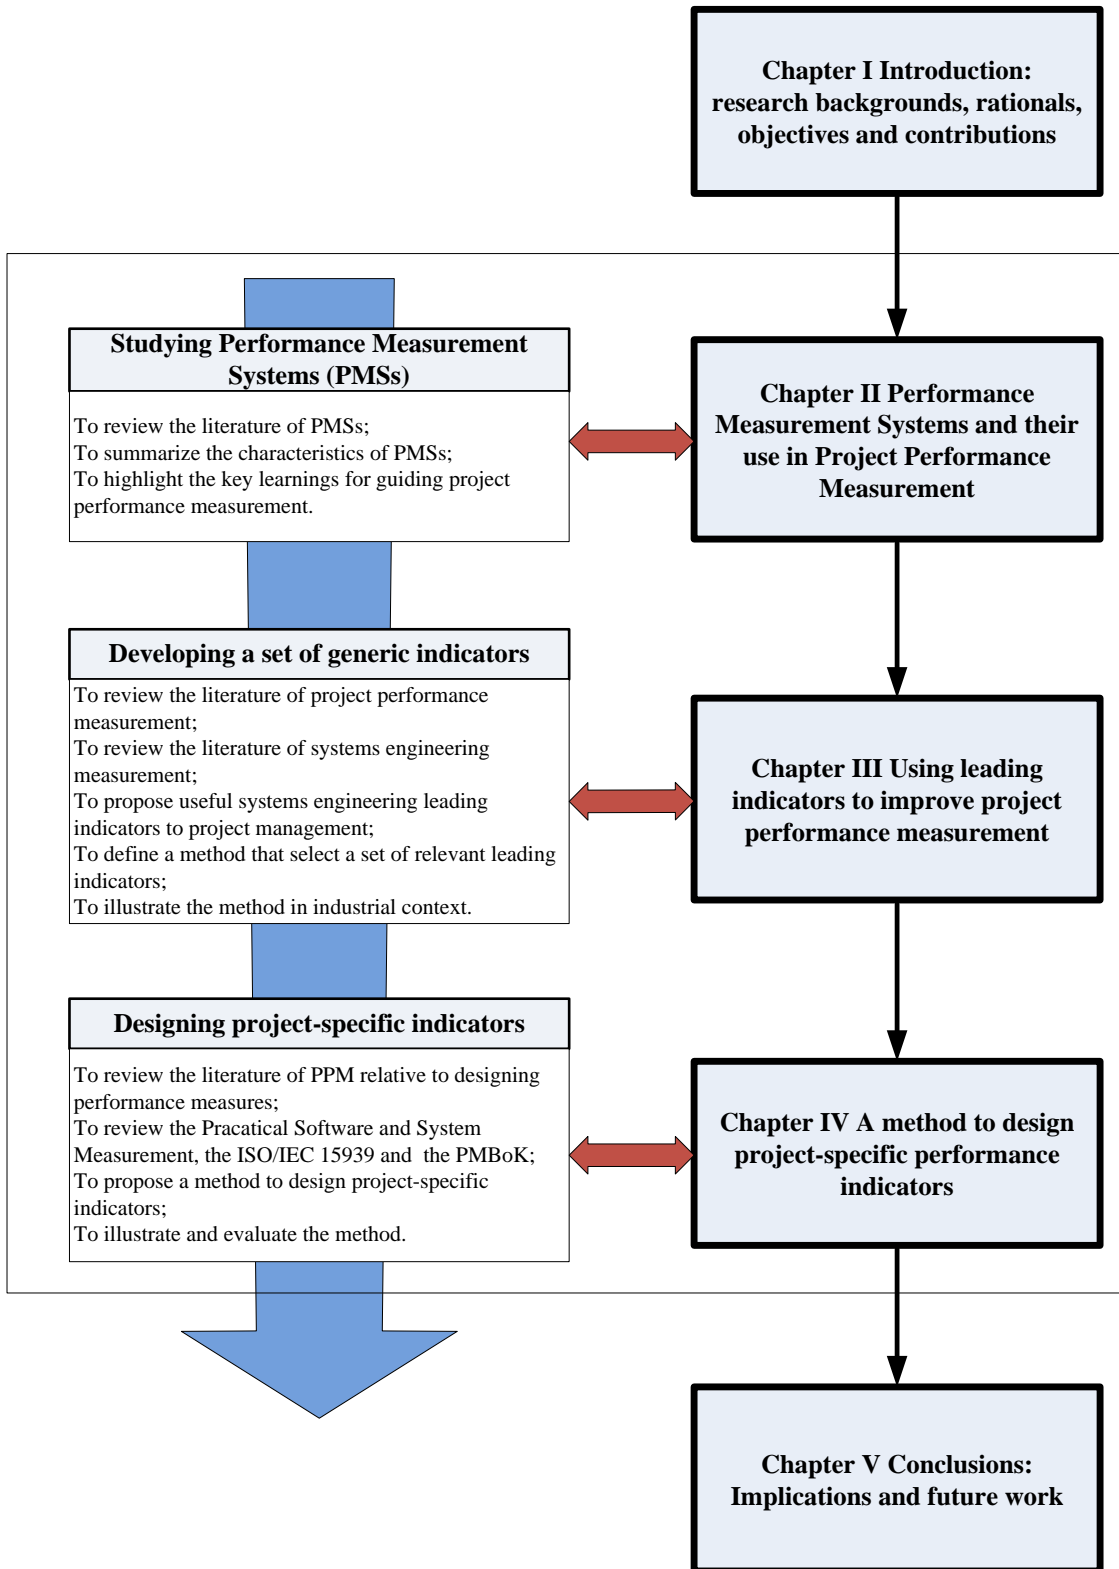 Chapter I Introduction:
research backgrounds, rationals,
objectives and contributions
Studying Performance Measurement
Systems (PMSs)
To review the literature of PMSs;
To summarize the characteristics of PMSs;
To highlight the key learnings for guiding project
performance measurement.
Chapter II Performance
Measurement Systems and their
use in Project Performance
Measurement
Developing a set of generic indicators
To review the literature of project performance
measurement;
To review the literature of systems engineering
measurement;
To propose useful systems engineering leading
indicators to project management;
To define a method that select a set of relevant leading
indicators;
To illustrate the method in industrial context.
Chapter III Using leading
indicators to improve project
performance measurement
Designing project-specific indicators
To review the literature of PPM relative to designing
performance measures;
To review the Pracatical Software and System
Measurement, the ISO/IEC 15939 and  the PMBoK;
To propose a method to design project-specific
indicators;
To illustrate and evaluate the method.
Chapter IV A method to design
project-specific performance
indicators
Chapter V Conclusions:
Implications and future work